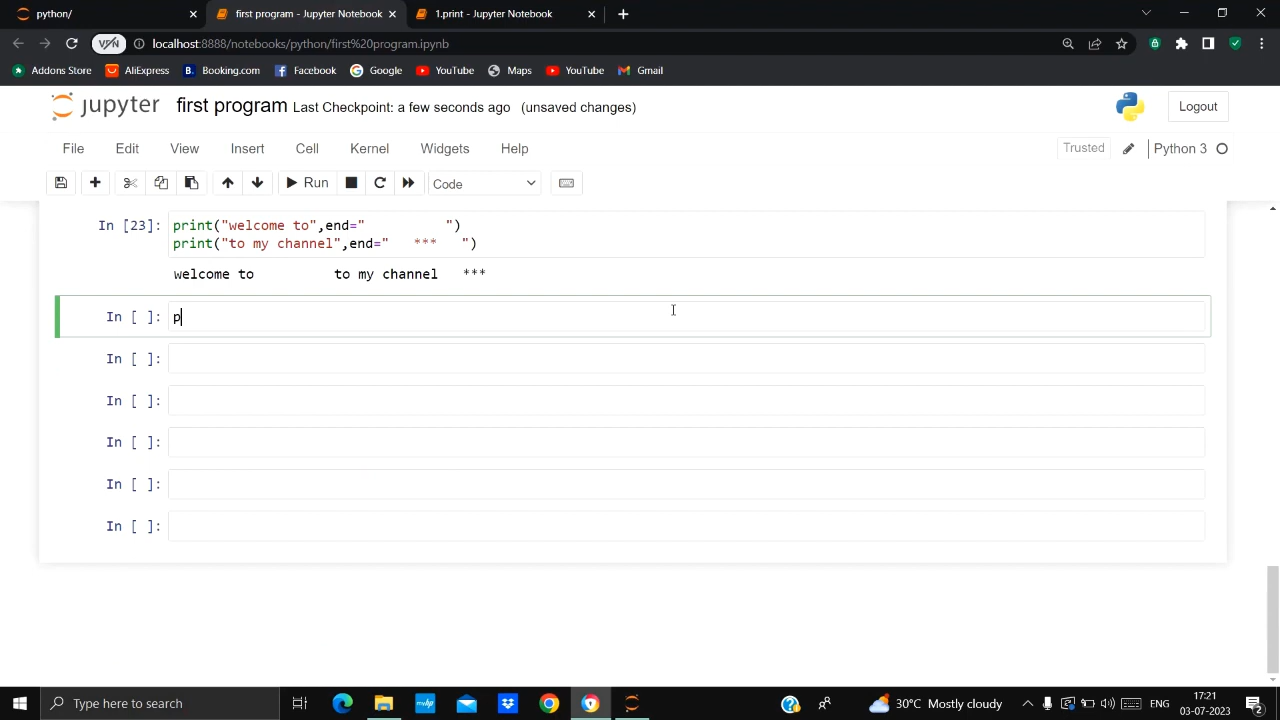 python/
first program - Jupyter Notebook
1.print - Jupyter Notebook
VPN
localhost:8888/notebooks/python/first%20program.ipynb
Addons Store AliExpress B. Booking.com Facebook Google YouTube Maps YouTube Gmail
jupyter first program Last Checkpoint: a few seconds ago (unsaved changes) Logout
File Edit View Insert Cell Kernel Widgets Help Trusted Python 3
Run Code
In [23]: print("welcome to",end="          ")
print("to my channel",end="   ***   ")
welcome to          to my channel   ***
In [ ]: p
In [ ]:
In [ ]:
In [ ]:
In [ ]:
In [ ]:
Type here to search
30°C Mostly cloudy
ENG
17:21
03-07-2023
2